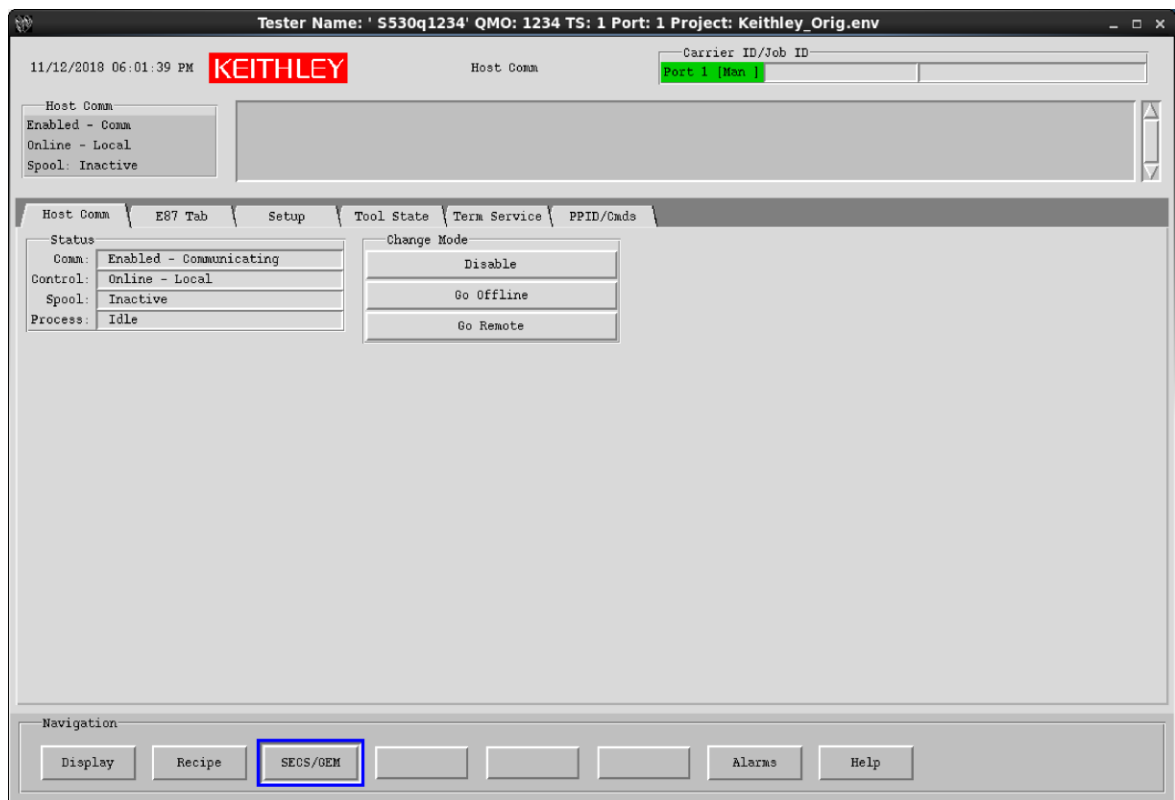 Tester Name: ' S530q1234' QMO: 1234 TS: 1 Port: 1 Project: Keithley_Orig.env
11/12/2018 06:01:39 PM
KEITHLEY
Host Comm
Carrier ID/Job ID
Port 1 [Man ]
Host Comm
Enabled - Comm
Online - Local
Spool: Inactive
Host Comm E87 Tab Setup Tool State Term Service PPID/Cmds
Status
Comm: Enabled - Communicating
Control: Online - Local
Spool: Inactive
Process: Idle
Change Mode
Disable
Go Offline
Go Remote
Navigation
Display Recipe SECS/GEM Alarms Help